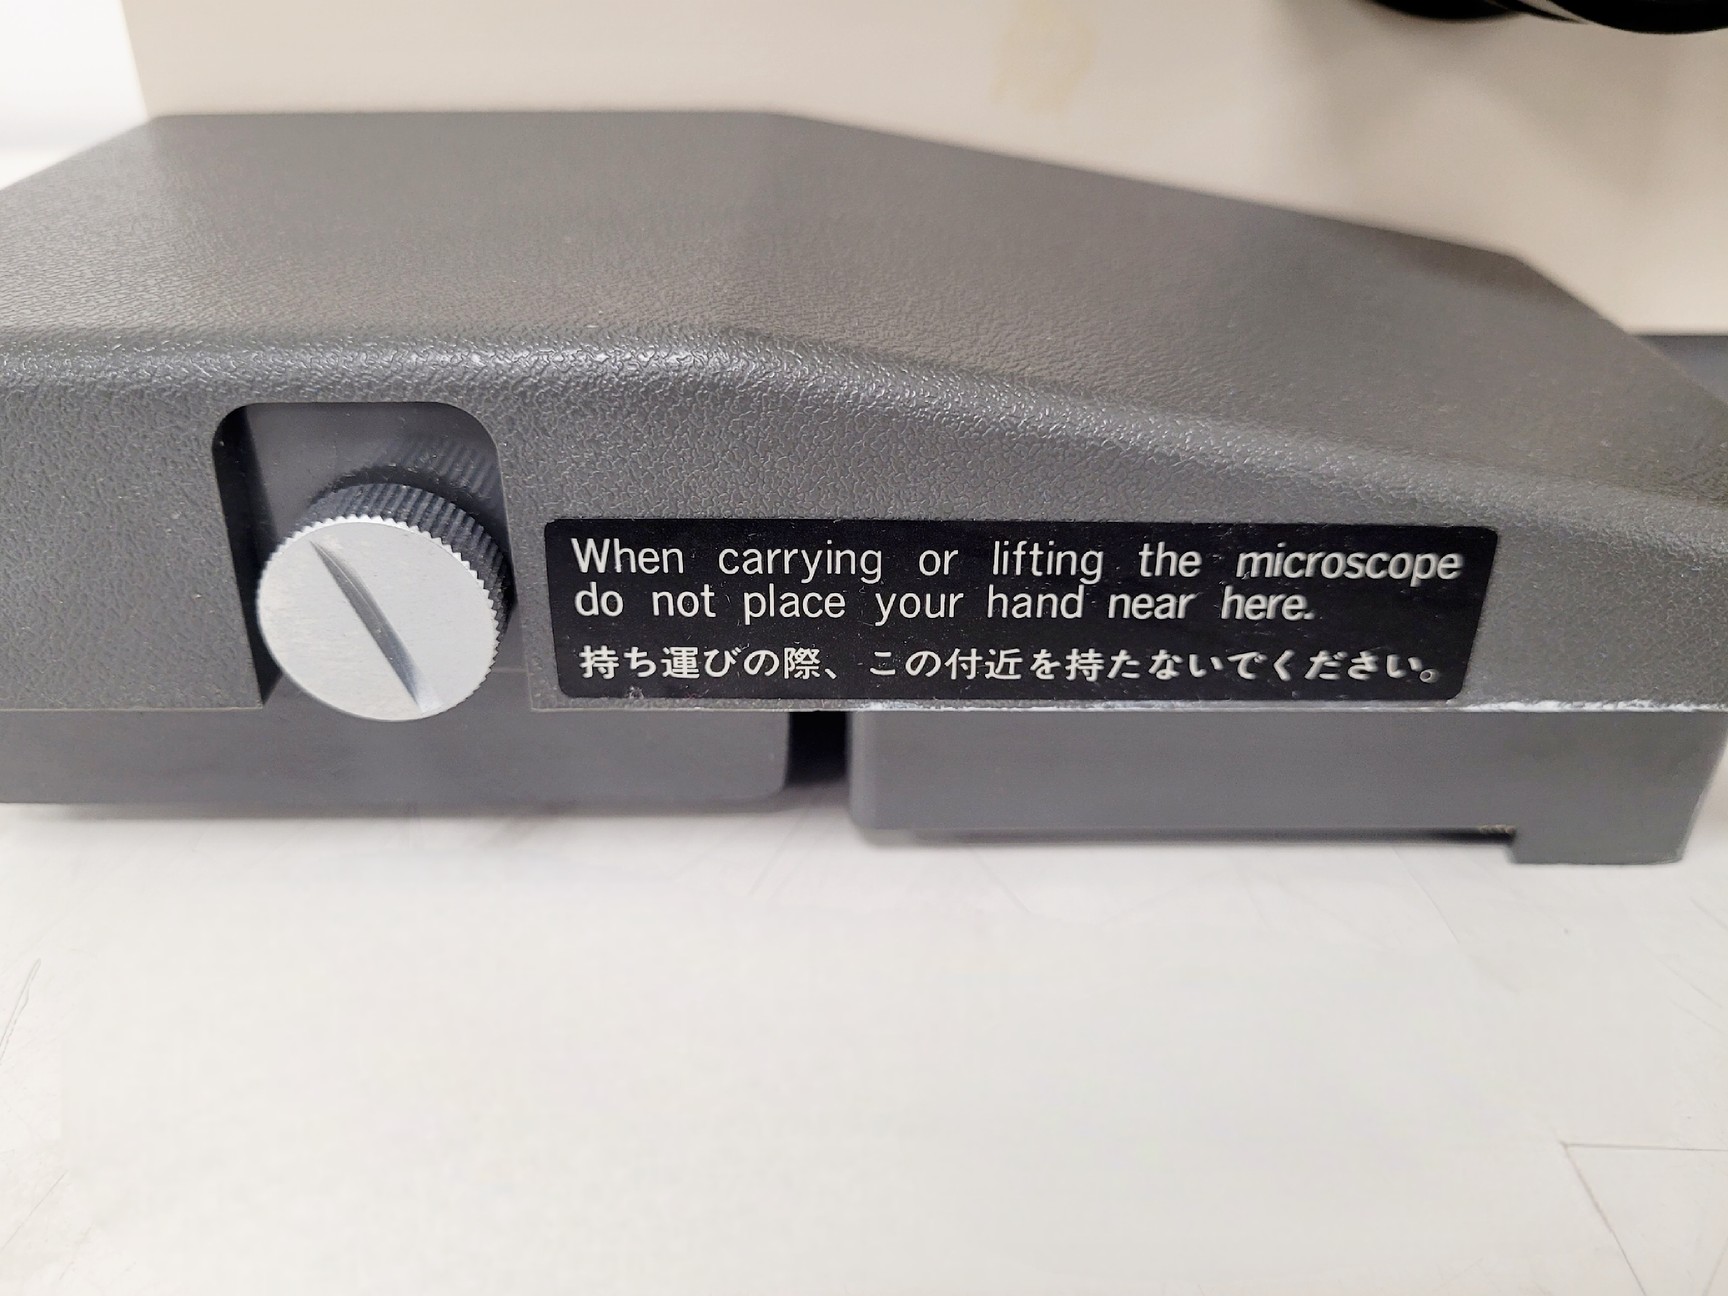 When carrying or lifting the microscope
do not place your hand near here.
持ち運びの際、この付近を持たないでください。